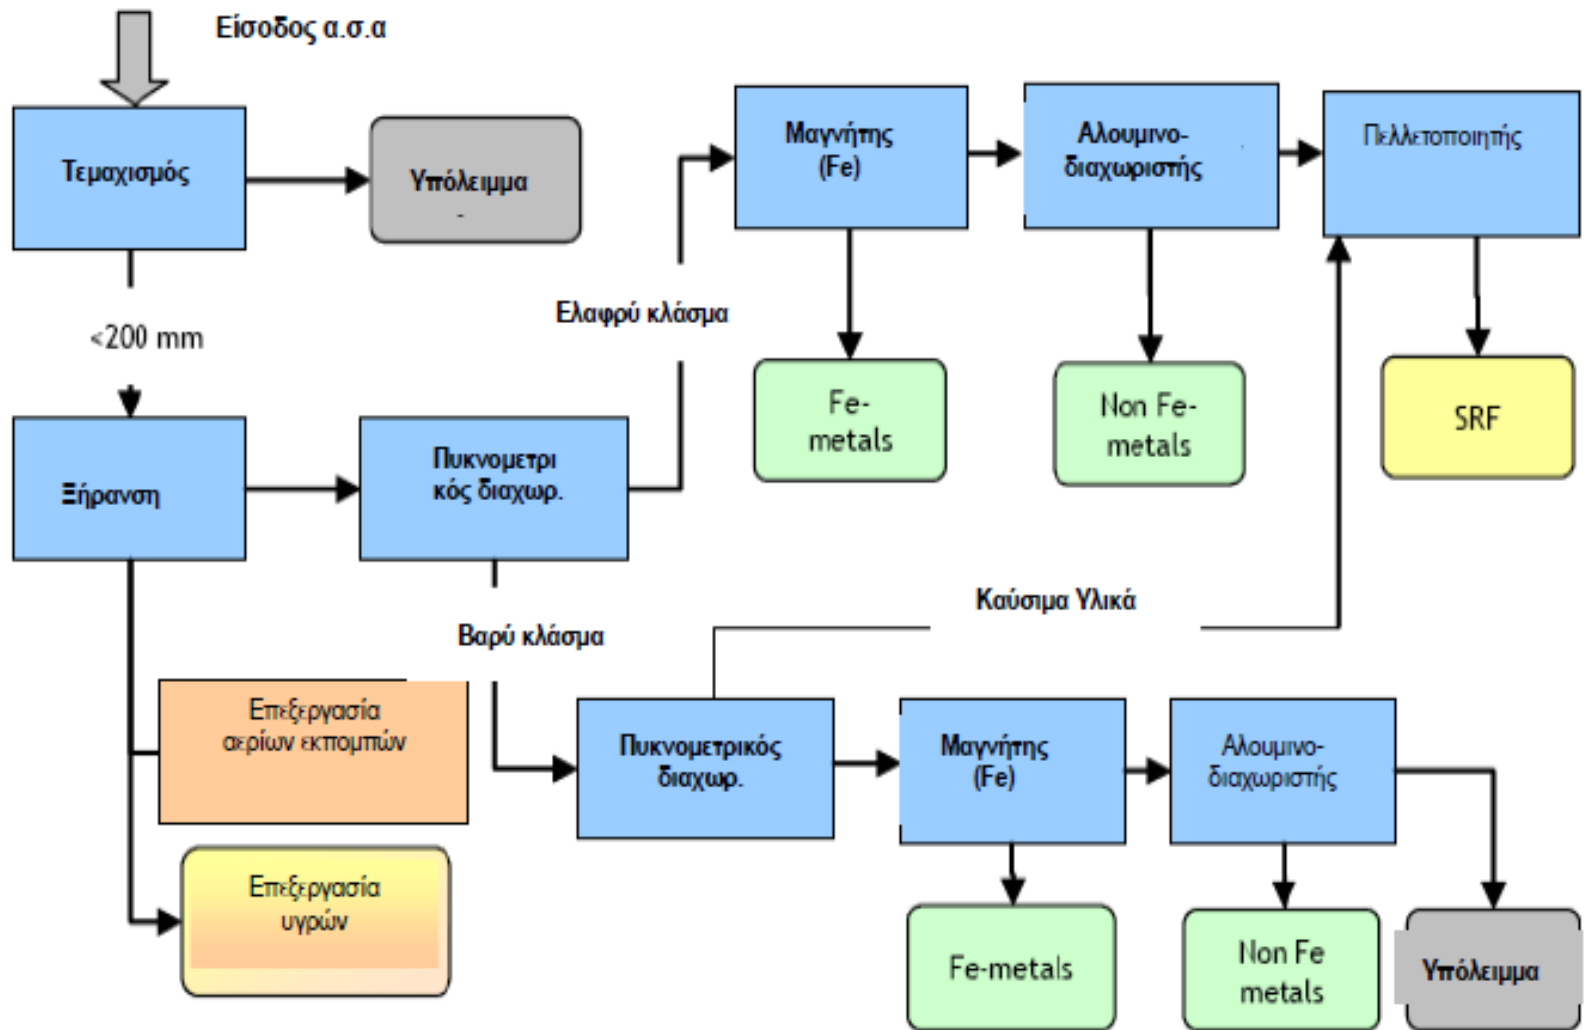 Είσοδος α.σ.α
Τεμαχισμός
Υπόλειμμα
-
Μαγνήτης
(Fe)
Αλουμινο-
διαχωριστής
Πελλετοποιητής
<200 mm
Ελαφρύ κλάσμα
Fe-
metals
Non Fe-
metals
SRF
Ξήρανση
Πυκνομετρι
κός διαχωρ.
Καύσιμα Υλικά
Βαρύ κλάσμα
Επεξεργασία
αερίων εκπομπών
Πυκνομετρικός
διαχωρ.
Μαγνήτης
(Fe)
Αλουμινο-
διαχωριστής
Επεξεργασία
υγρών
Fe-metals
Non Fe
metals
Υπόλειμμα